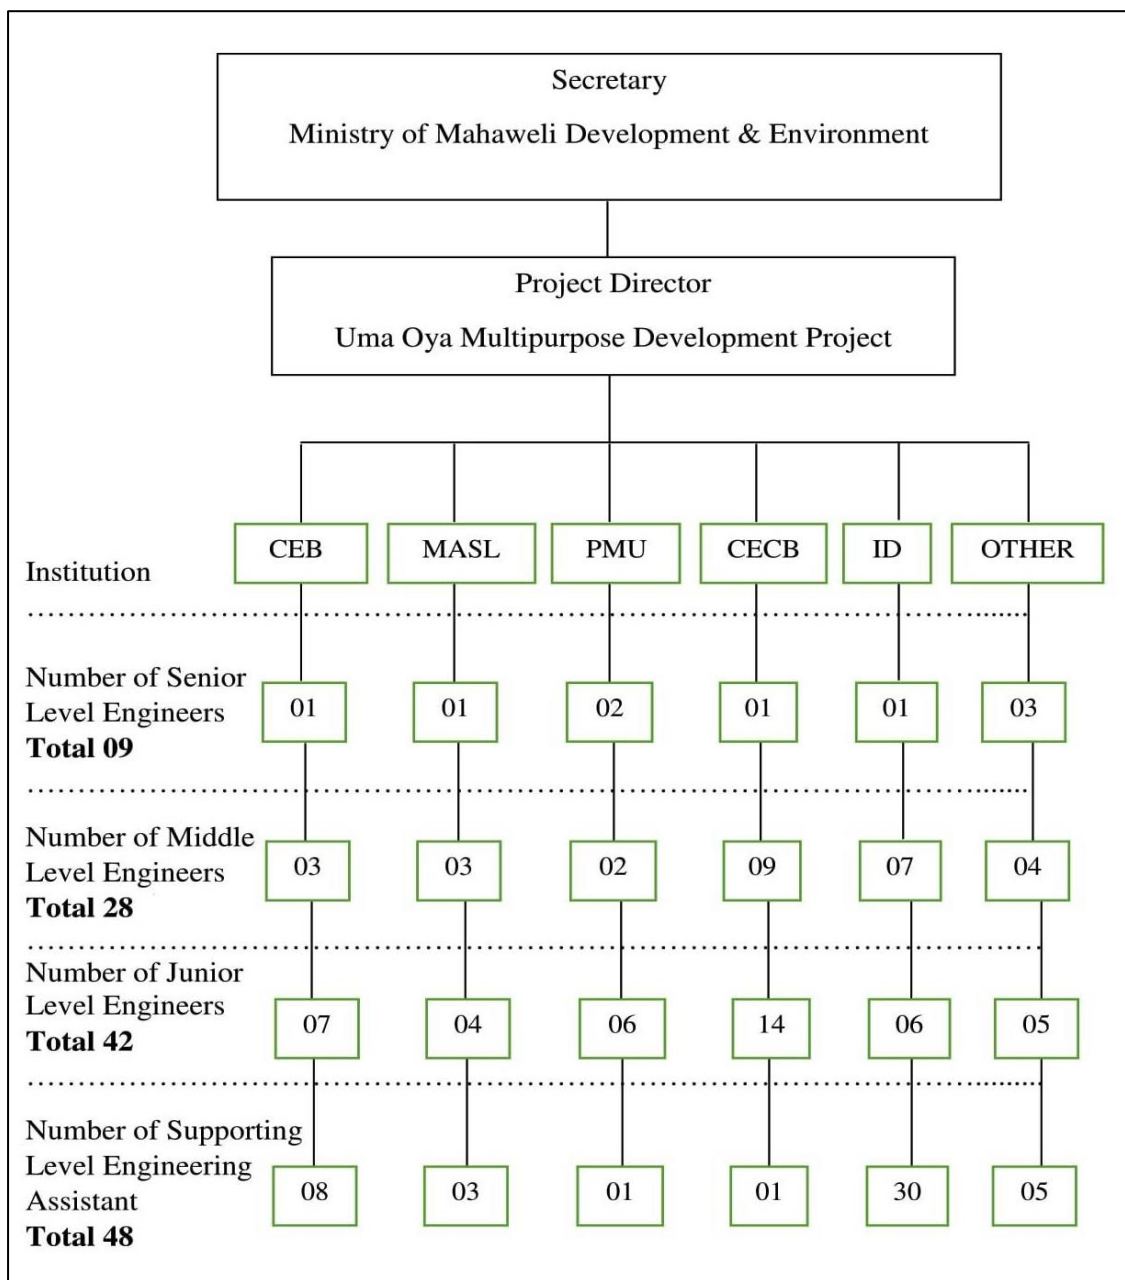 Secretary
Ministry of Mahaweli Development & Environment
Project Director
Uma Oya Multipurpose Development Project
CEB MASL PMU CECB ID OTHER
Institution
Number of Senior
Level Engineers
Total 09
01 01 02 01 01 03
Number of Middle
Level Engineers
Total 28
03 03 02 09 07 04
Number of Junior
Level Engineers
Total 42
07 04 06 14 06 05
Number of Supporting
Level Engineering
Assistant
Total 48
08 03 01 01 30 05